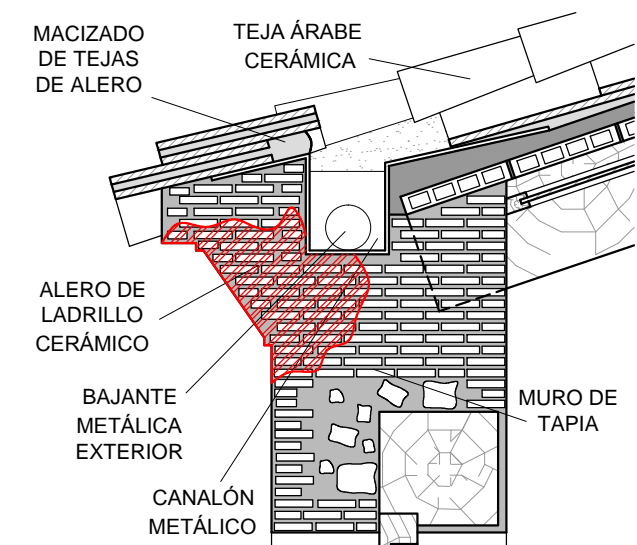 MACIZADO
DE TEJAS
DE ALERO
TEJA ÁRABE
CERÁMICA
ALERO DE
LADRILLO
CERÁMICO
BAJANTE
METÁLICA
EXTERIOR
CANALÓN
METÁLICO
MURO DE
TAPIA